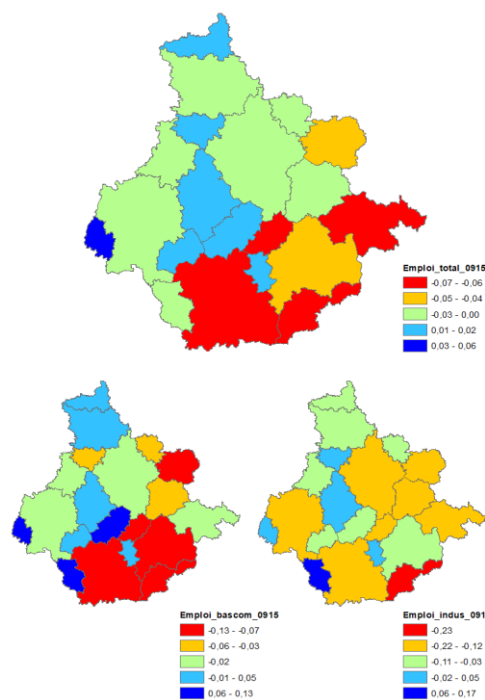 Emploi_total_0915
-0,07 - -0,06
-0,05 - -0,04
-0,03 - 0,00
0,01 - 0,02
0,03 - 0,06
Emploi_bascom_0915
-0,13 - -0,07
-0,06 - -0,03
-0,02
-0,01 - 0,05
0,06 - 0,13
Emploi_indus_091
-0,23
-0,22 - -0,12
-0,11 - -0,03
-0,02 - 0,05
0,06 - 0,17